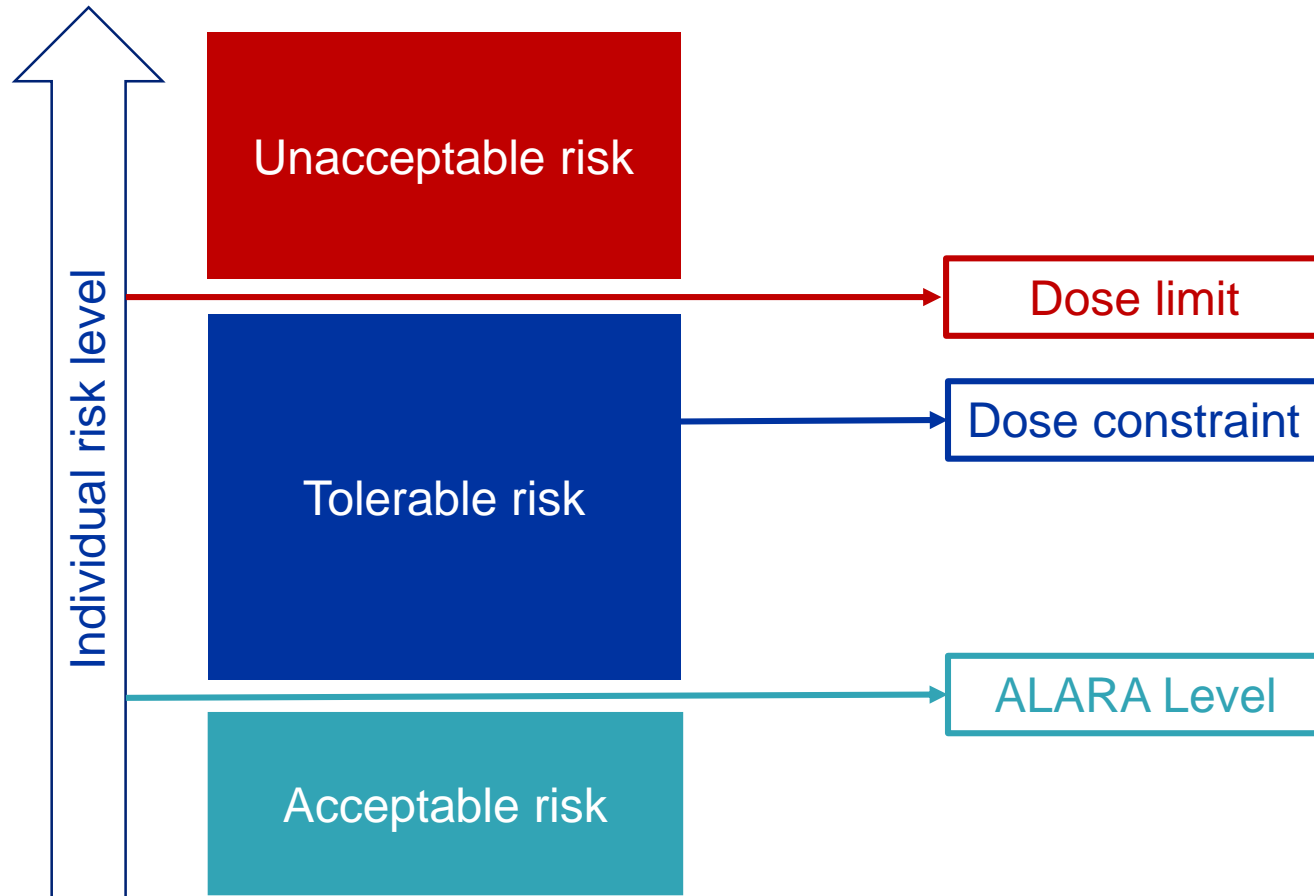 Unacceptable risk
Individual risk level
Dose limit
Dose constraint
Tolerable risk
ALARA Level
Acceptable risk